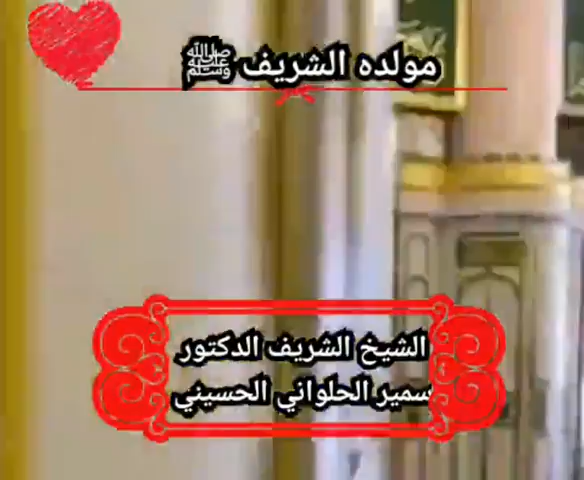 مولده الشريف ﷺ
الشيخ الشريف الدكتور
سمير الحلواني الحسيني